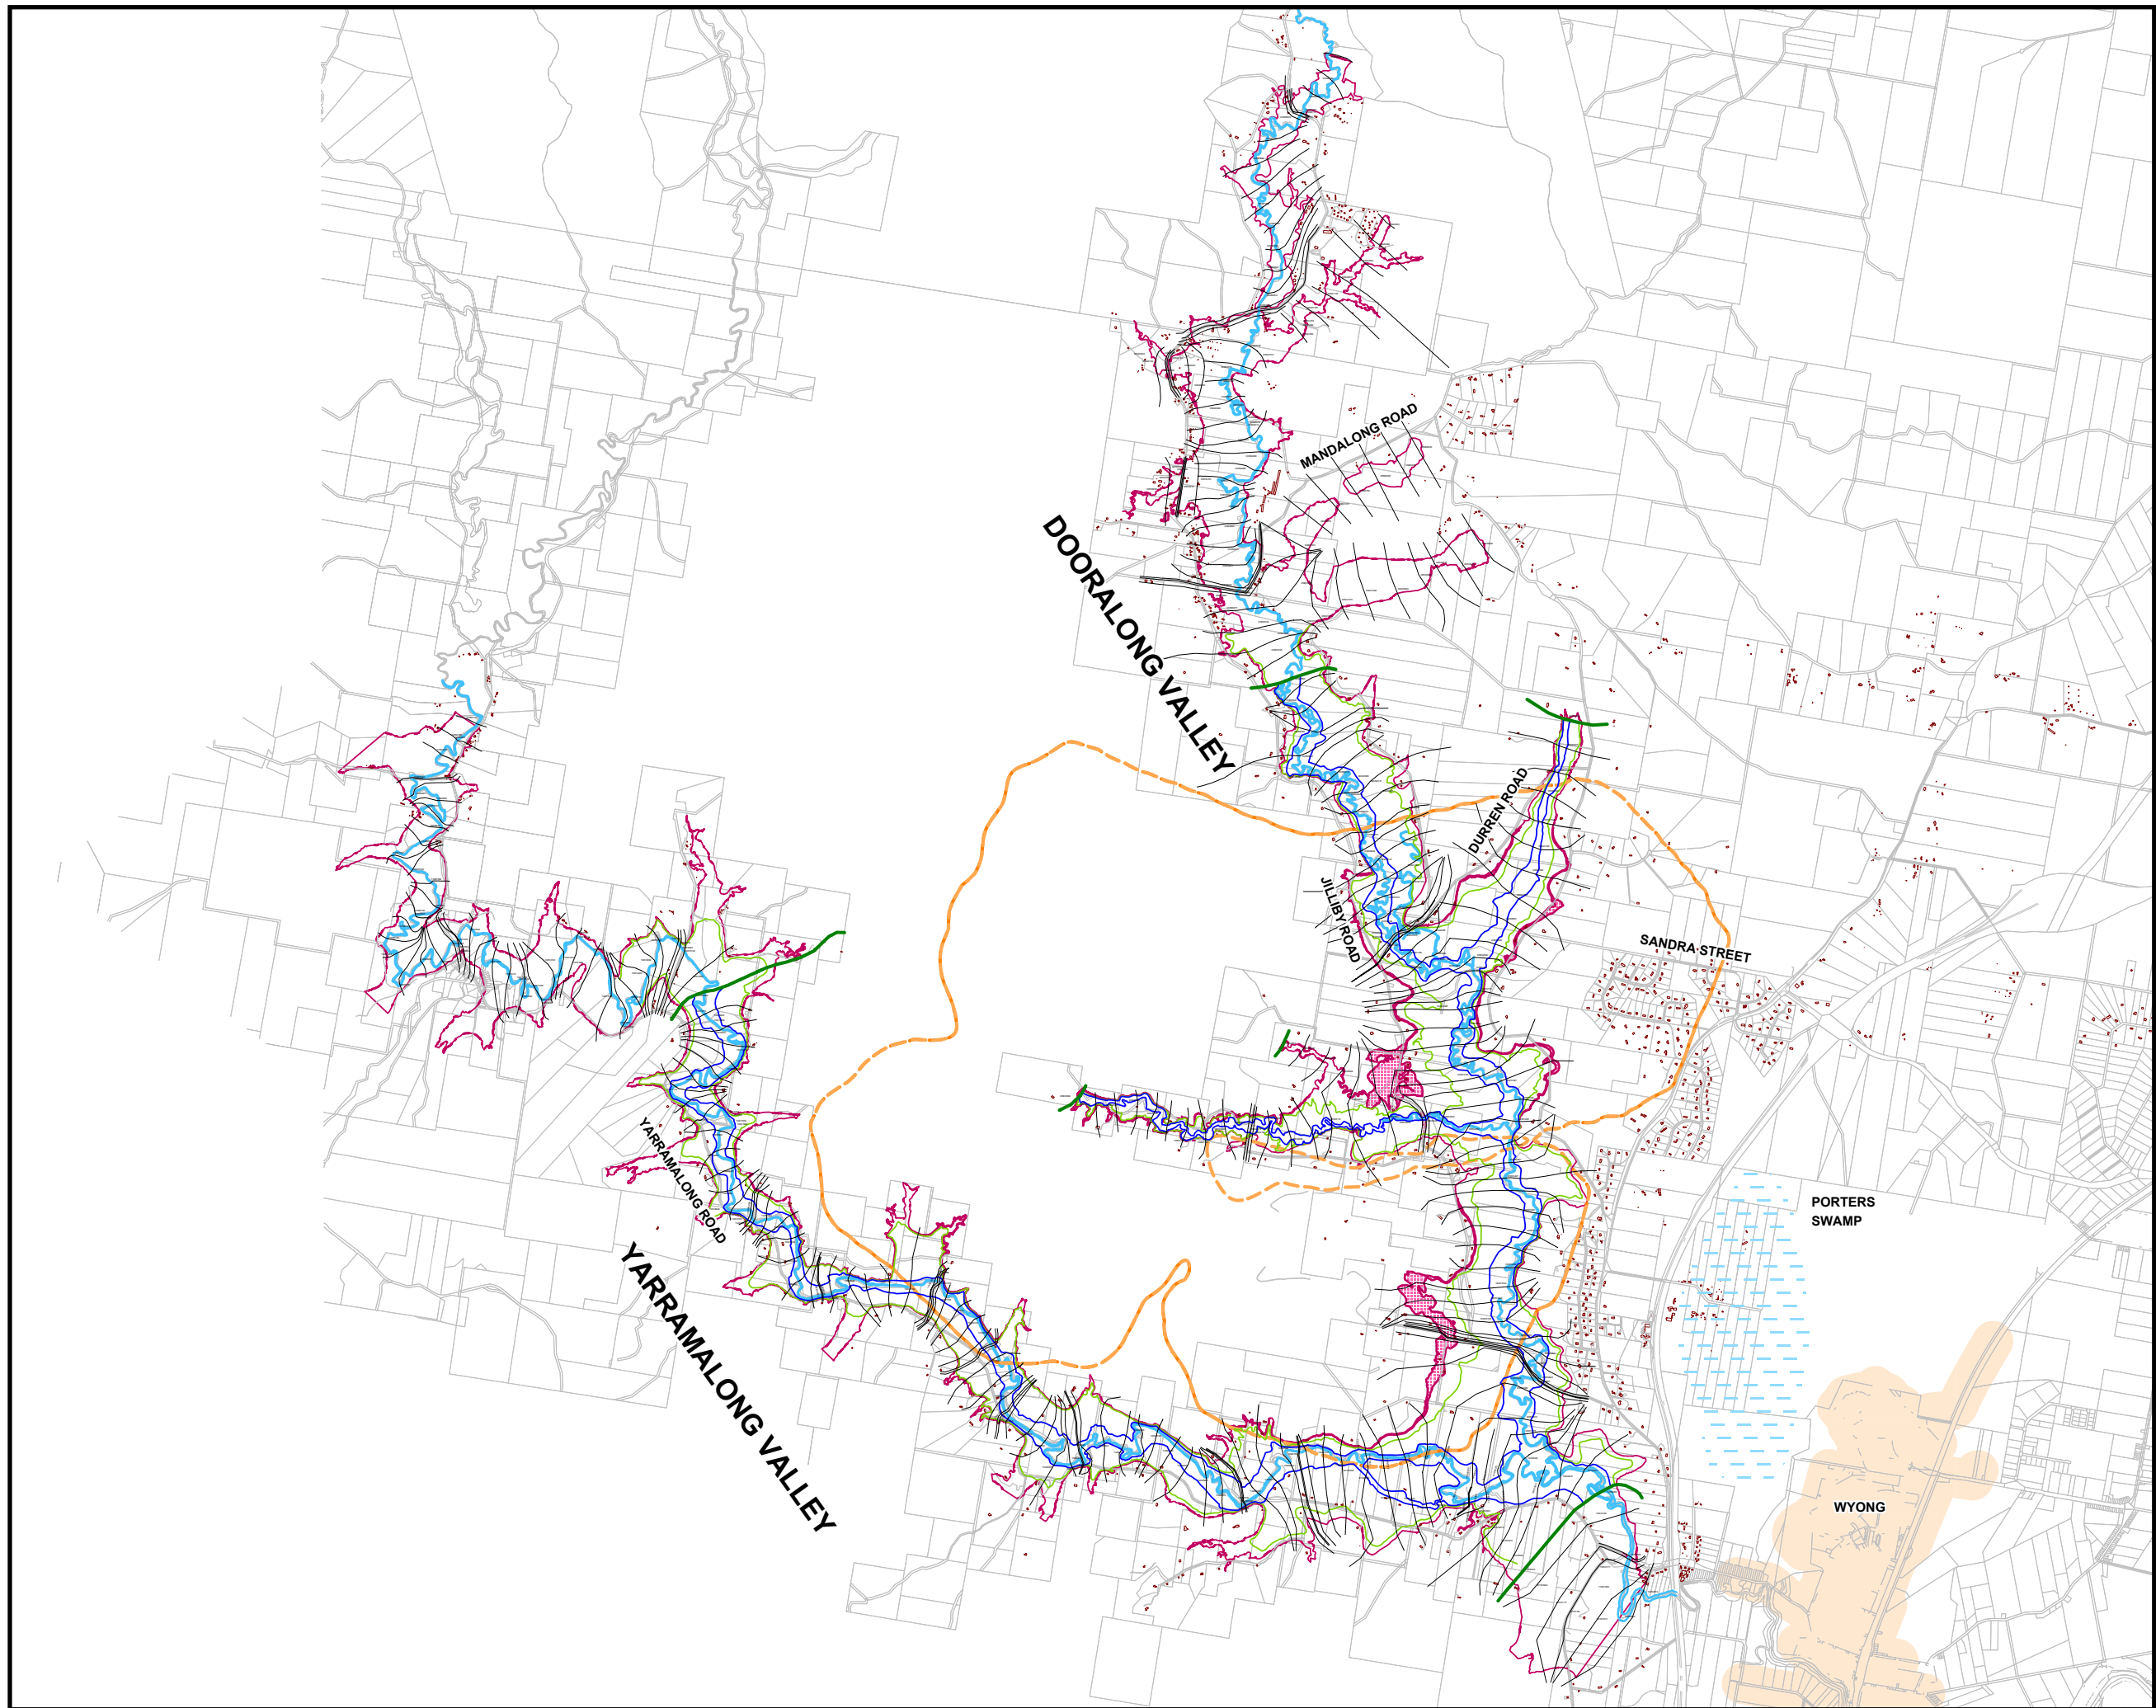 MANDALONG ROAD
DOORALONG VALLEY
DURREN ROAD
JILLIBY ROAD
SANDRA STREET
YARRAMALONG ROAD
PORTERS
SWAMP
YARRAMALONG VALLEY
WYONG